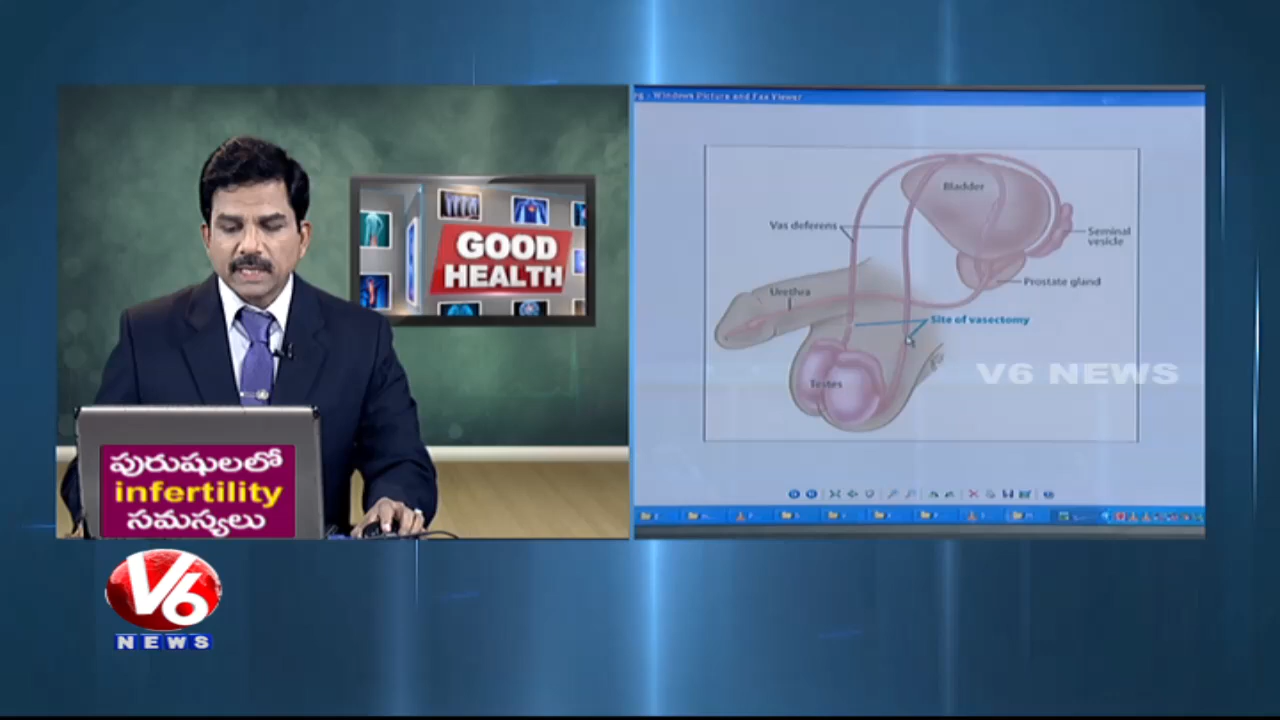 Windows Picture and Fax Viewer
GOOD
HEALTH
Bladder
Vas deferens
Seminal
vesicle
Prostate gland
Urethra
Site of vasectomy
Testes
V6 NEWS
పురుషులలో
infertility
సమస్యలు
V6
NEWS